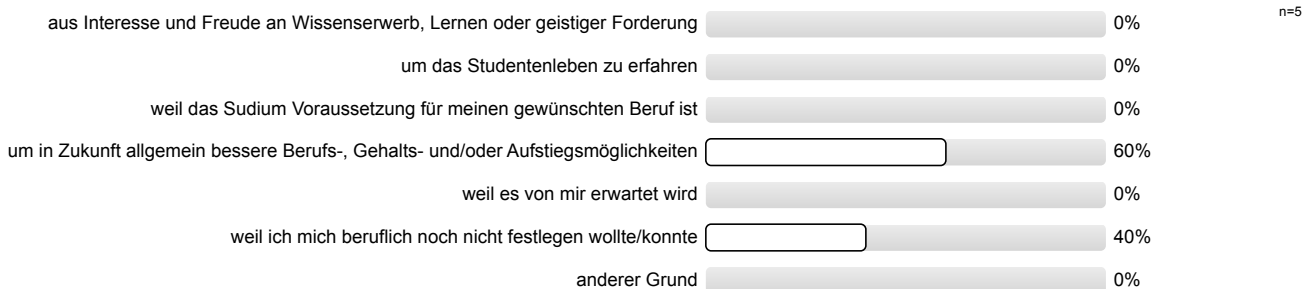 aus Interesse und Freude an Wissenserwerb, Lernen oder geistiger Forderung 0% n=5
um das Studentenleben zu erfahren 0%
weil das Sudium Voraussetzung für meinen gewünschten Beruf ist 0%
um in Zukunft allgemein bessere Berufs-, Gehalts- und/oder Aufstiegsmöglichkeiten 60%
weil es von mir erwartet wird 0%
weil ich mich beruflich noch nicht festlegen wollte/konnte 40%
anderer Grund 0%